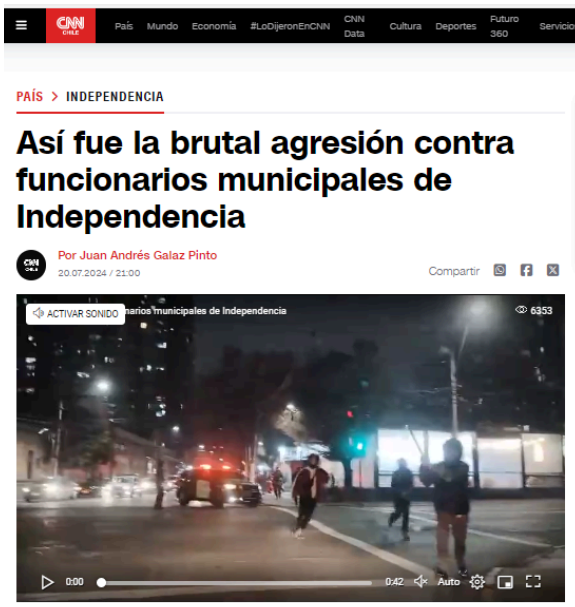 CNN CHILE País Mundo Economía #LoDijeronEnCNN CNN Data Cultura Deportes Futuro 360 Servicio
PAÍS > INDEPENDENCIA
Así fue la brutal agresión contra
funcionarios municipales de
Independencia
CNN CHILE
Por Juan Andrés Galaz Pinto
20.07.2024 / 21:00
Compartir
ACTIVAR SONIDO narios municipales de Independencia 6353
0:00 0:42 Auto